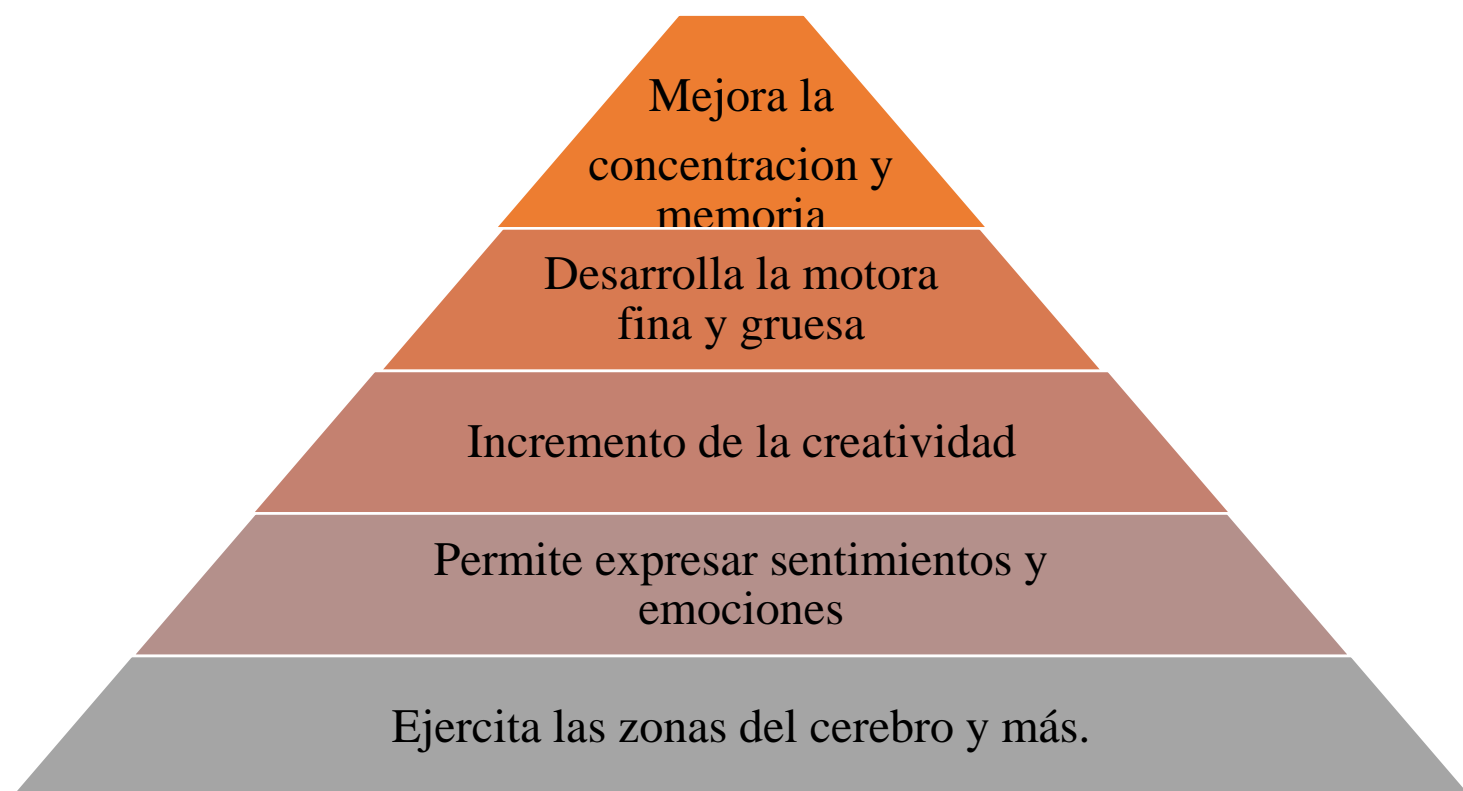 Mejora la
concentracion y
memoria
Desarrolla la motora
fina y gruesa
Incremento de la creatividad
Permite expresar sentimientos y
emociones
Ejercita las zonas del cerebro y más.